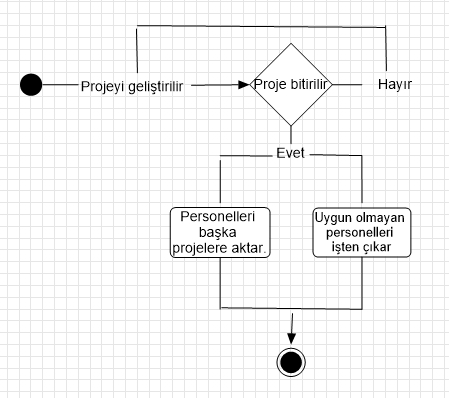 Projeyi geliştirilir
Proje bitirilir
Hayır
Evet
Personelleri
başka
projelere aktar.
Uygun olmayan
personelleri
işten çıkar